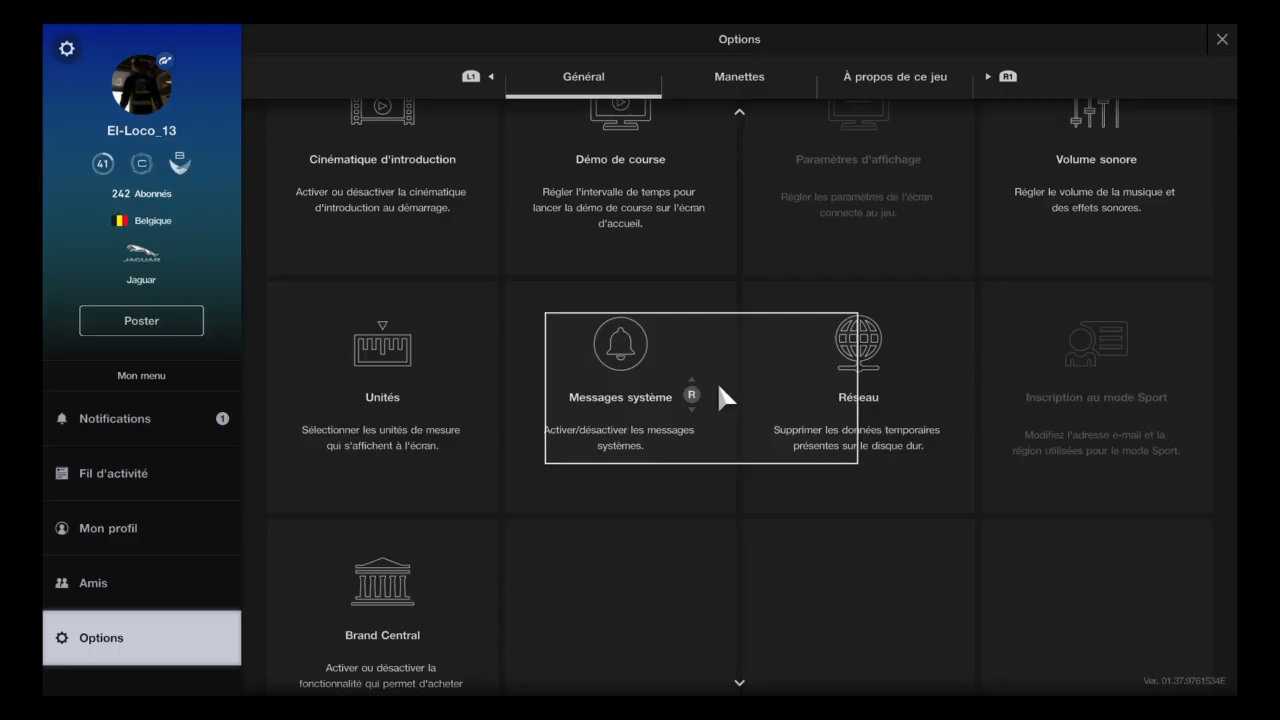 Options
L1
Général
Manettes
À propos de ce jeu
R1
El-Loco_13
41
C
B
242 Abonnés
Belgique
JAGUAR
Jaguar
Poster
Mon menu
Notifications
1
Fil d'activité
Mon profil
Amis
Options
Cinématique d'introduction
Activer ou désactiver la cinématique
d'introduction au démarrage.
Démo de course
Régler l'intervalle de temps pour
lancer la démo de course sur l'écran
d'accueil.
Paramètres d'affichage
Régler les paramètres de l'écran
connecté au jeu.
Volume sonore
Régler le volume de la musique et
des effets sonores.
Unités
Sélectionner les unités de mesure
qui s'affichent à l'écran.
Messages système
R
Activer/désactiver les messages
systèmes.
Réseau
Supprimer les données temporaires
présentes sur le disque dur.
Inscription au mode Sport
Modifiez l'adresse e-mail et la
région utilisées pour le mode Sport.
Brand Central
Activer ou désactiver la
fonctionnalité qui permet d'acheter
Ver. 01.37.9761534E